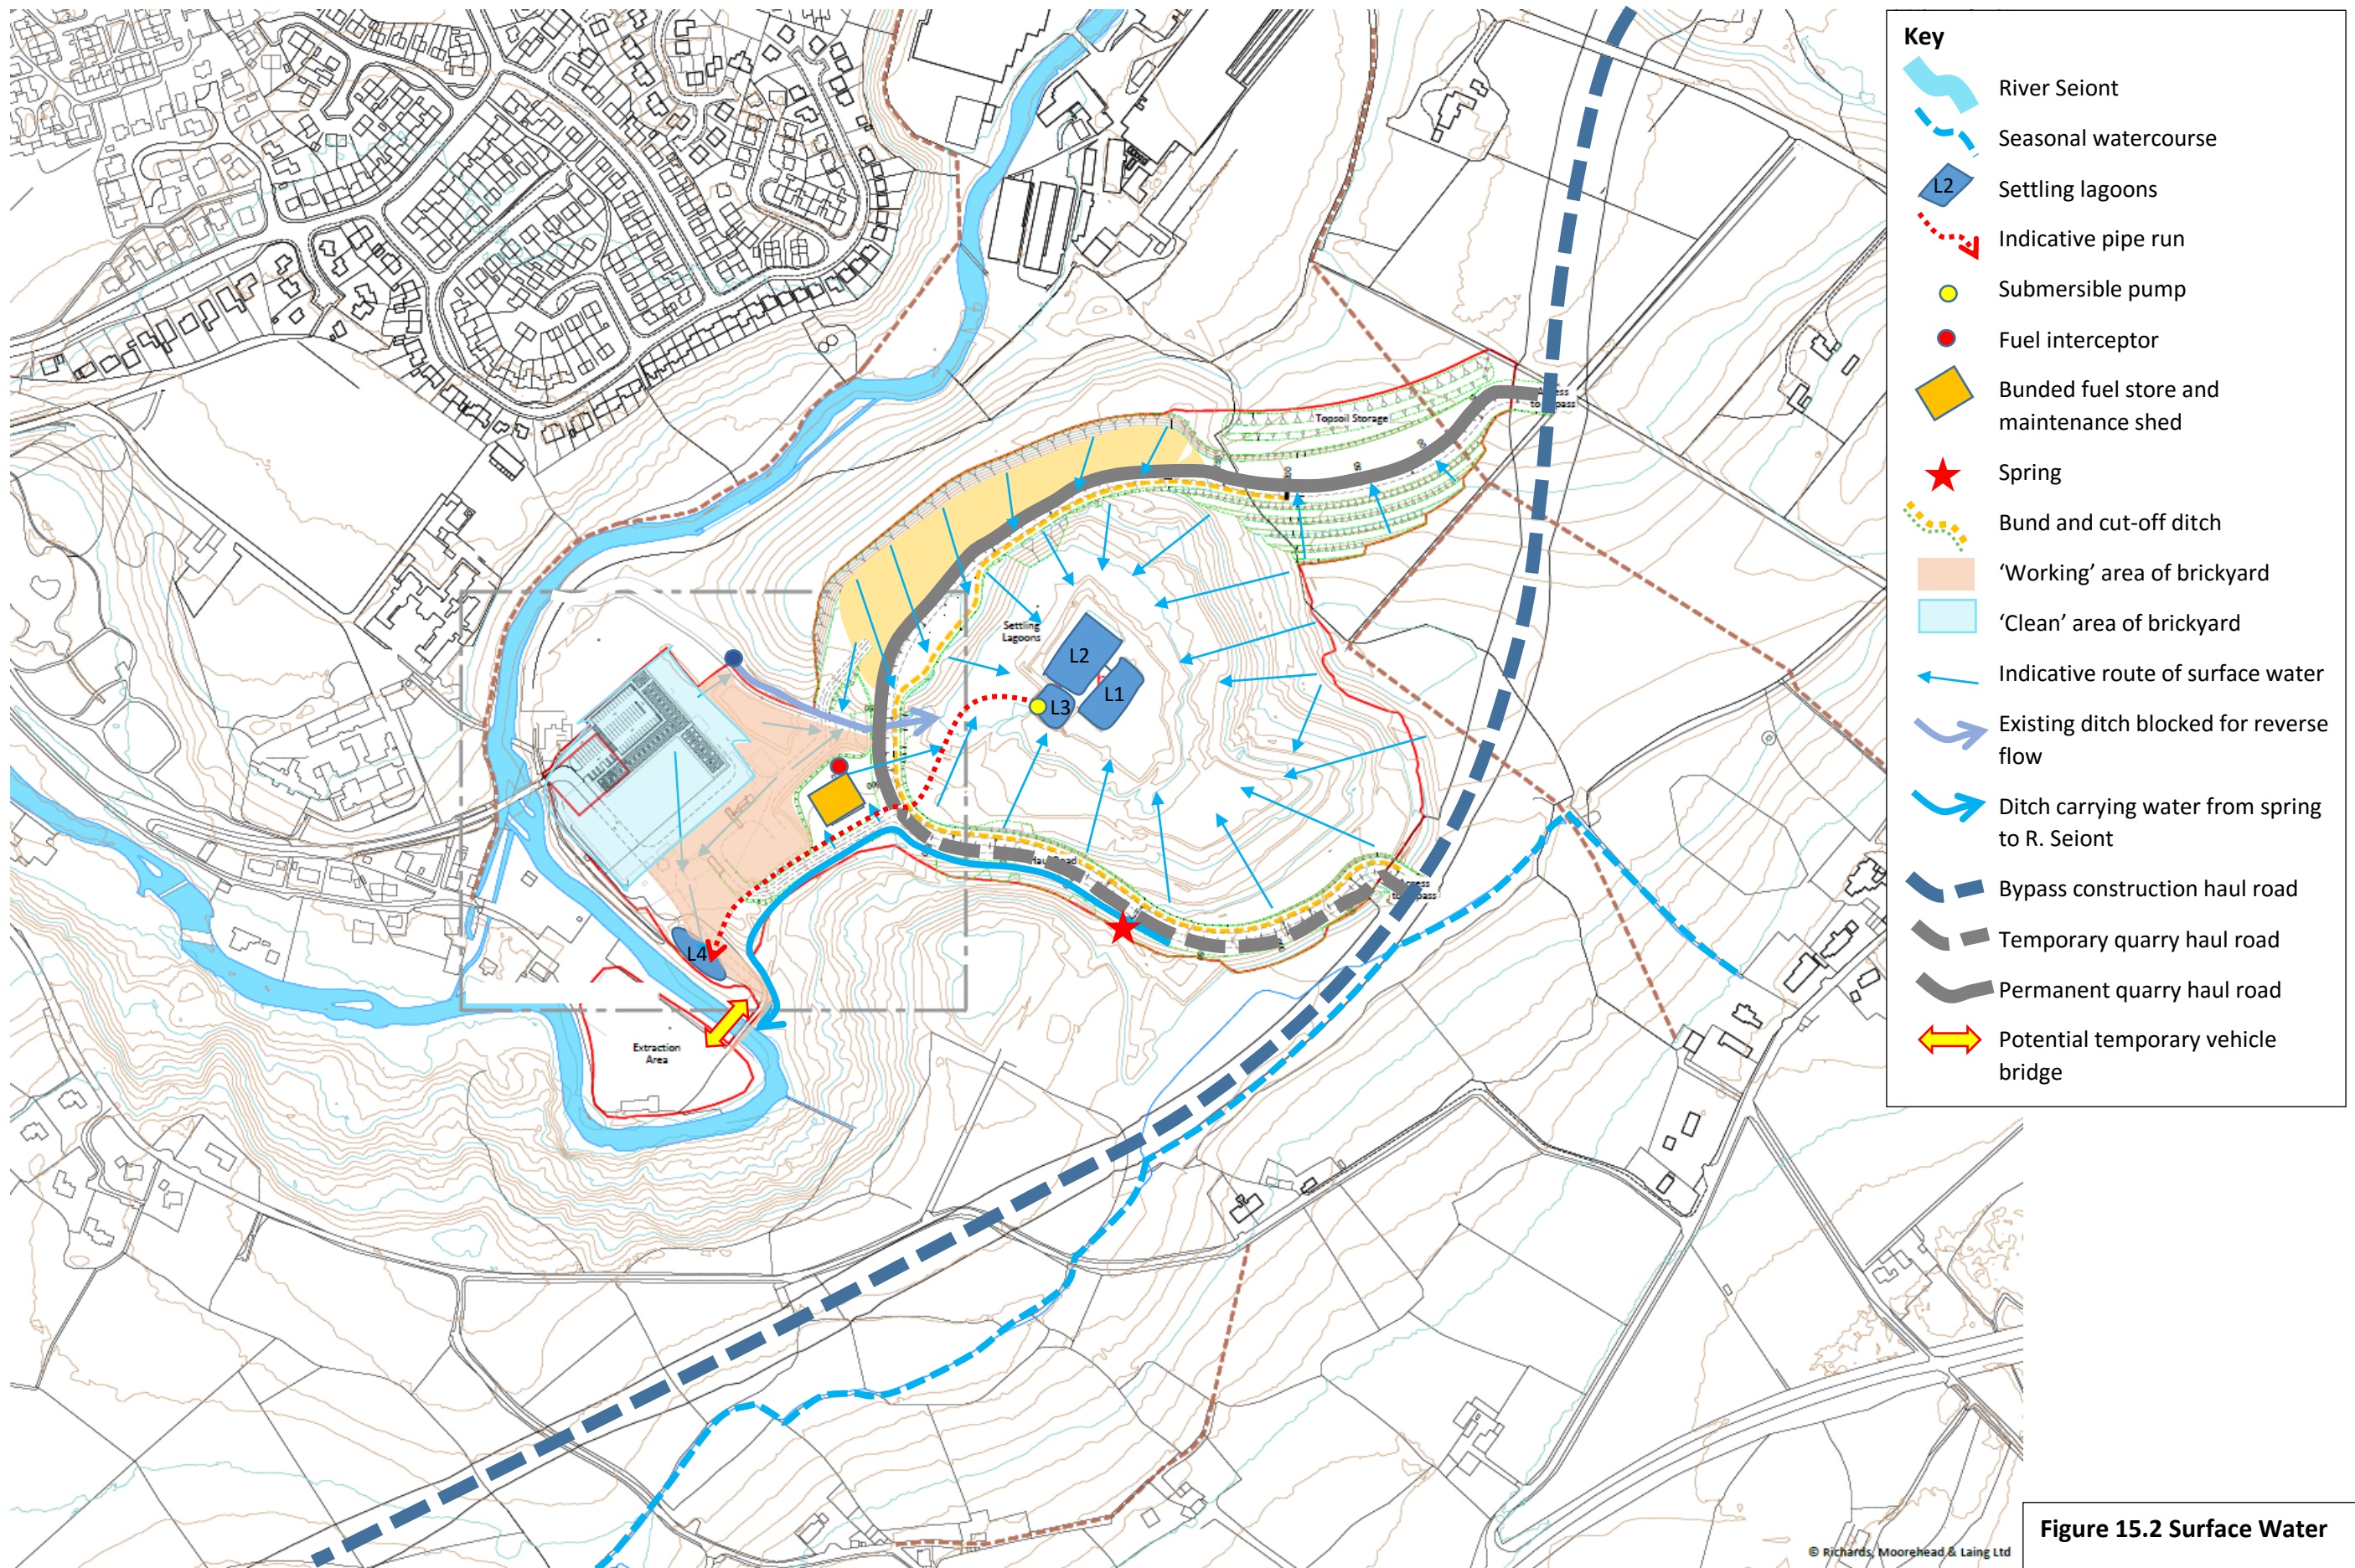 Key
River Seiont
Seasonal watercourse
L2
Settling lagoons
Indicative pipe run
Submersible pump
Fuel interceptor
Bunded fuel store and
maintenance shed
Spring
Bund and cut-off ditch
‘Working’ area of brickyard
‘Clean’ area of brickyard
Indicative route of surface water
Existing ditch blocked for reverse
flow
Ditch carrying water from spring
to R. Seiont
Bypass construction haul road
Temporary quarry haul road
Permanent quarry haul road
Potential temporary vehicle
bridge
Topsoil Storage
Settling
Lagoons
L2
L1
L3
L4
Extraction
Area
© Richards, Moorehead & Laing Ltd
Figure 15.2 Surface Water